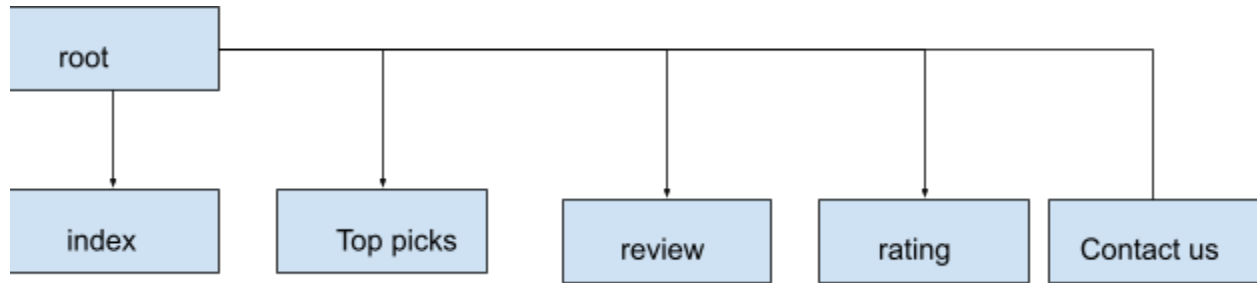 root
index
Top picks
review
rating
Contact us